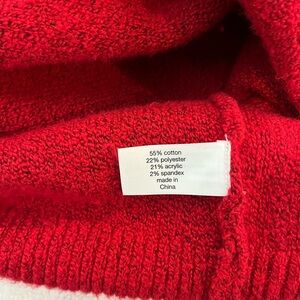 55% cotton
22% polyester
21% acrylic
2% spandex
made in
China